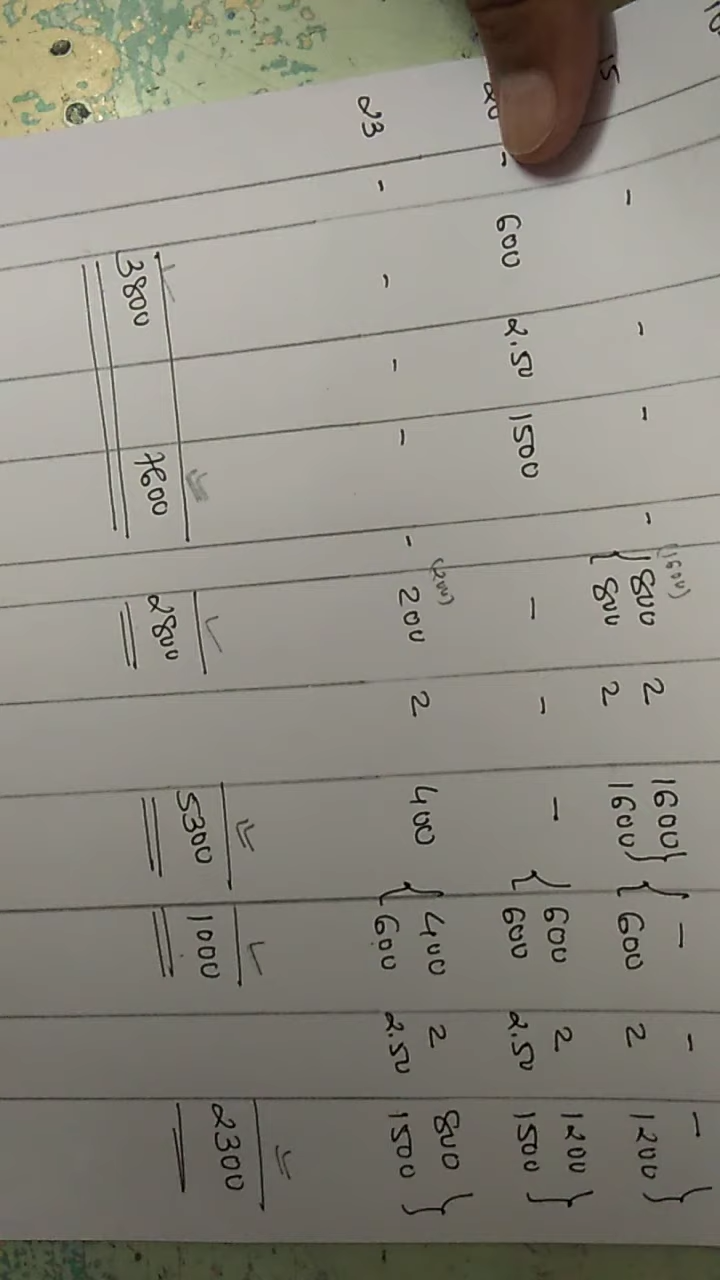 15 - - - - (1600) { 800 2 1600 } { - - - }
{ 800 2 1600 } { 600 2 1200 }
20 - 600 2.50 1500 - - - { 600 2 1200 }
{ 600 2.50 1500 }
23 - - - - - (200) 200 2 400 { 400 2 800 }
{ 600 2.50 1500 }
3800 7600 2800 5300 1000 2300